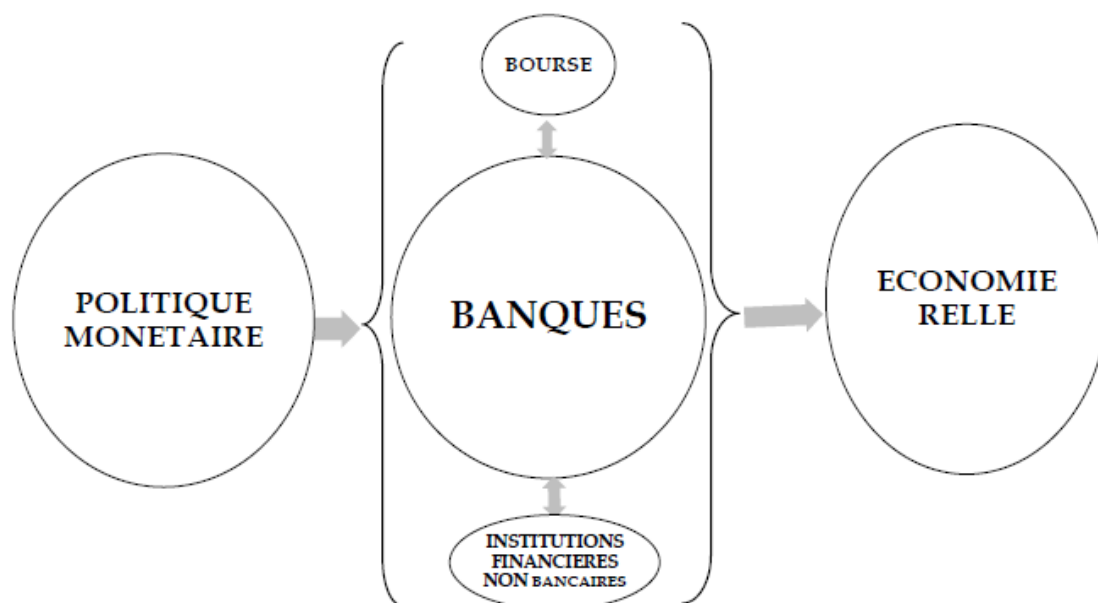 BOURSE
POLITIQUE
MONETAIRE
BANQUES
ECONOMIE
RELLE
INSTITUTIONS
FINANCIERES
NON BANCAIRES